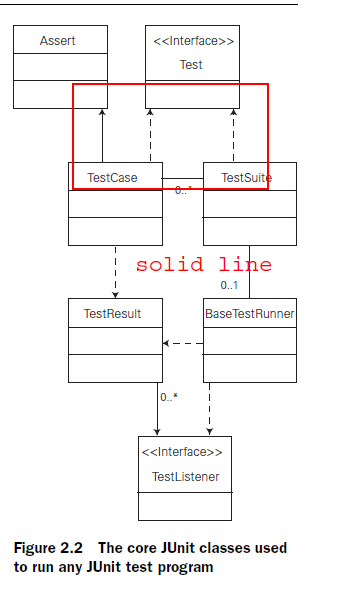 Assert
<<Interface>>
Test
TestCase
TestSuite
0..*
solid line
0..1
TestResult
BaseTestRunner
0..*
<<Interface>>
TestListener
Figure 2.2 The core JUnit classes used
to run any JUnit test program